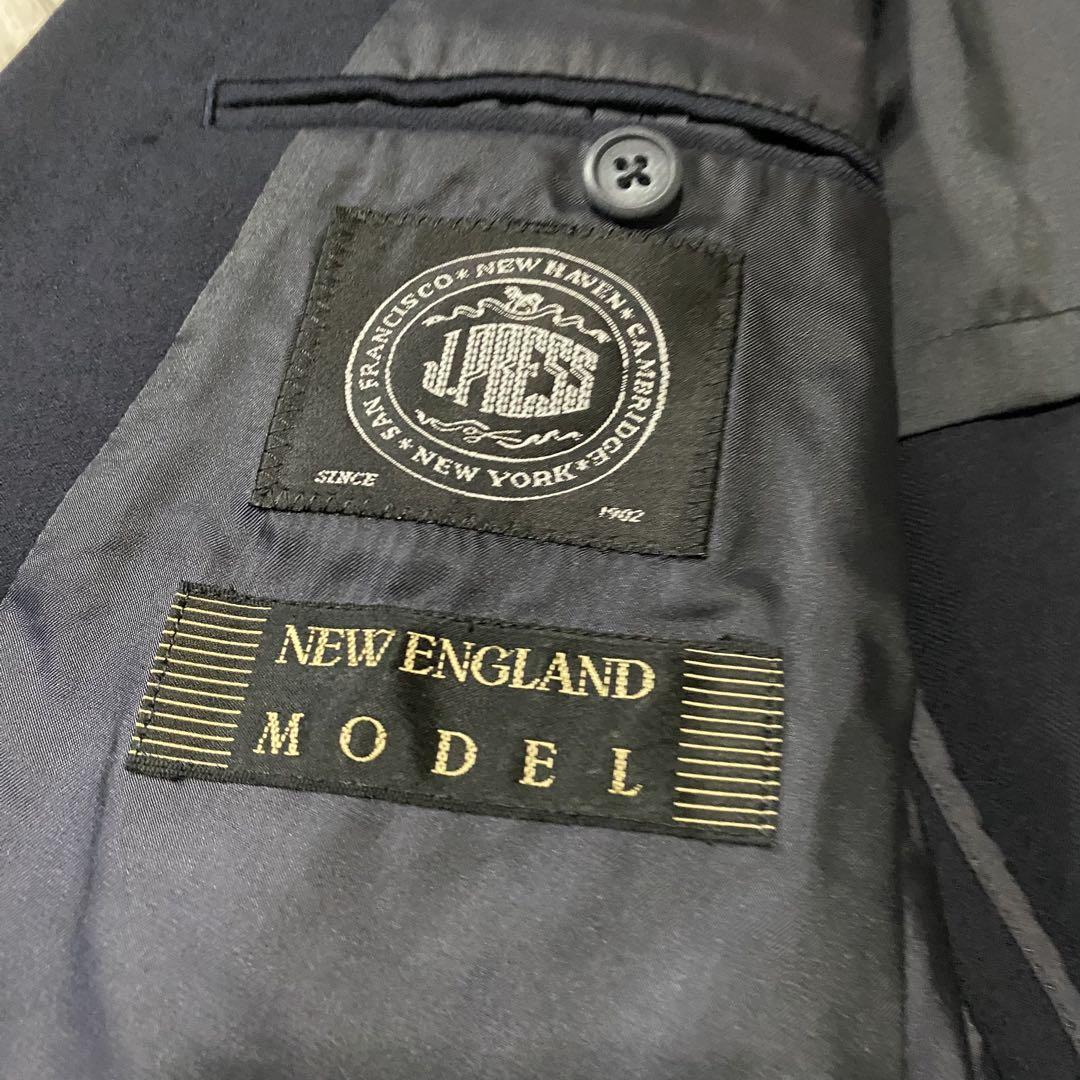 SAN FRANCISCO * NEW HAVEN * CAMBRIDGE * NEW YORK *
J.PRESS
SINCE 1902
NEW ENGLAND
MODEL